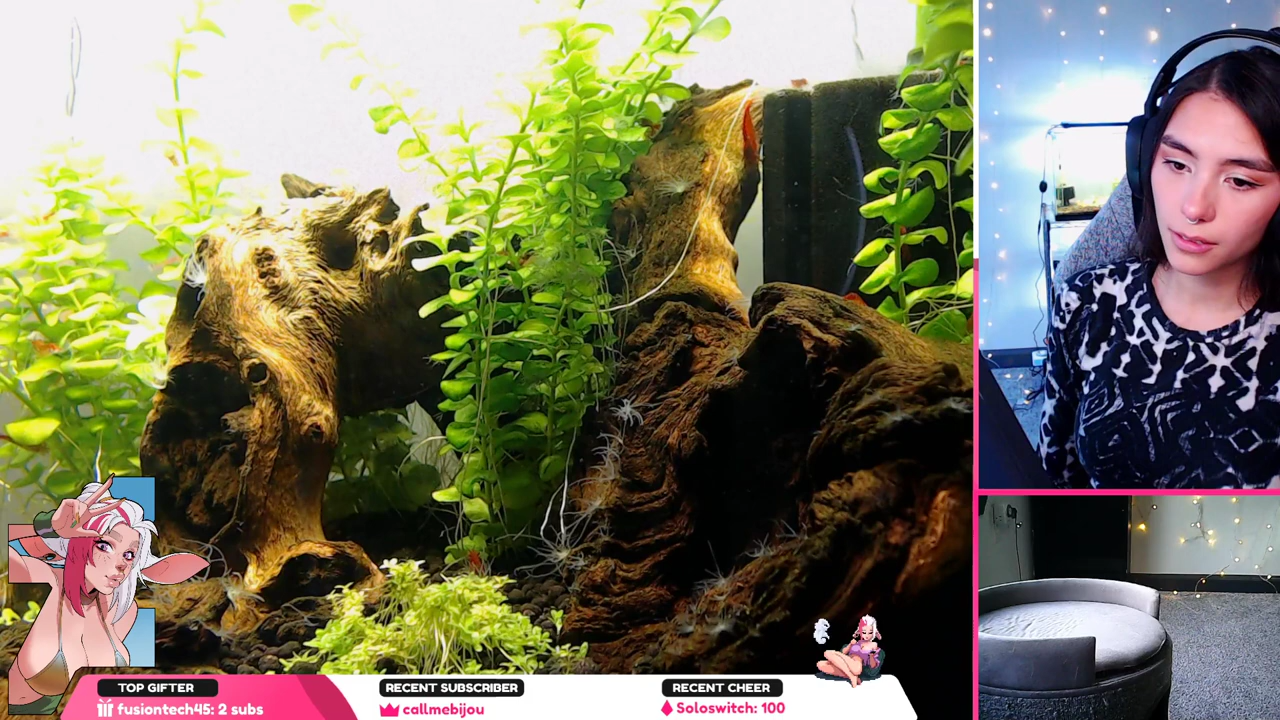 TOP GIFTER
fusiontech45: 2 subs
RECENT SUBSCRIBER
callmebijou
RECENT CHEER
Soloswitch: 100